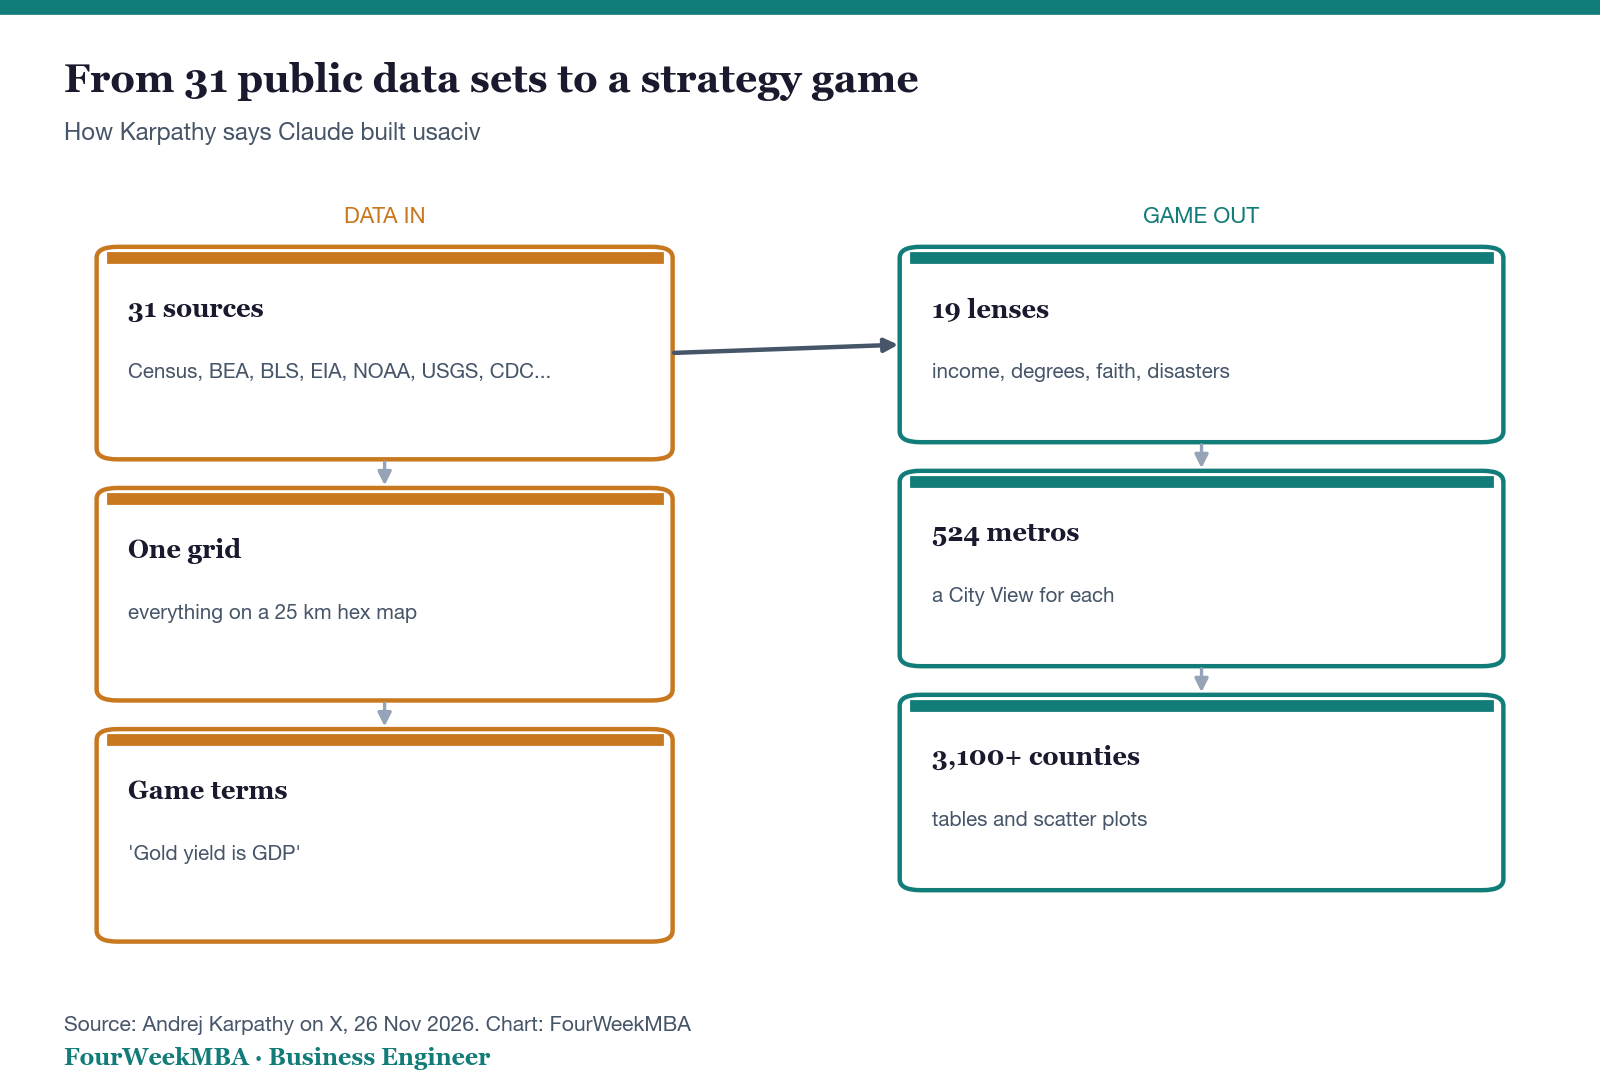 From 31 public data sets to a strategy game
How Karpathy says Claude built usaciv
DATA IN
31 sources
Census, BEA, BLS, EIA, NOAA, USGS, CDC...
One grid
everything on a 25 km hex map
Game terms
'Gold yield is GDP'
GAME OUT
19 lenses
income, degrees, faith, disasters
524 metros
a City View for each
3,100+ counties
tables and scatter plots
Source: Andrej Karpathy on X, 26 Nov 2026. Chart: FourWeekMBA
FourWeekMBA · Business Engineer